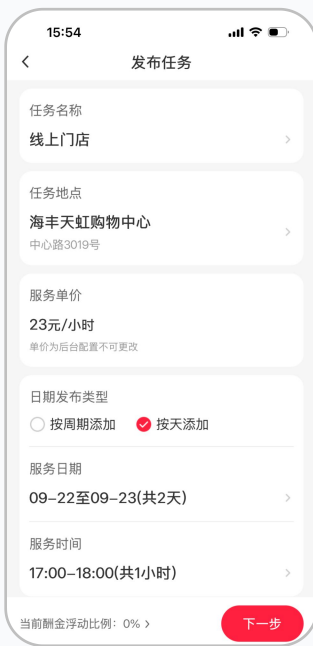 15:54
发布任务
任务名称
线上门店
任务地点
海丰天虹购物中心
中心路3019号
服务单价
23元/小时
单价为后台配置不可更改
日期发布类型
按周期添加 按天添加
服务日期
09-22至09-23(共2天)
服务时间
17:00-18:00(共1小时)
当前酬金浮动比例：0% 下一步